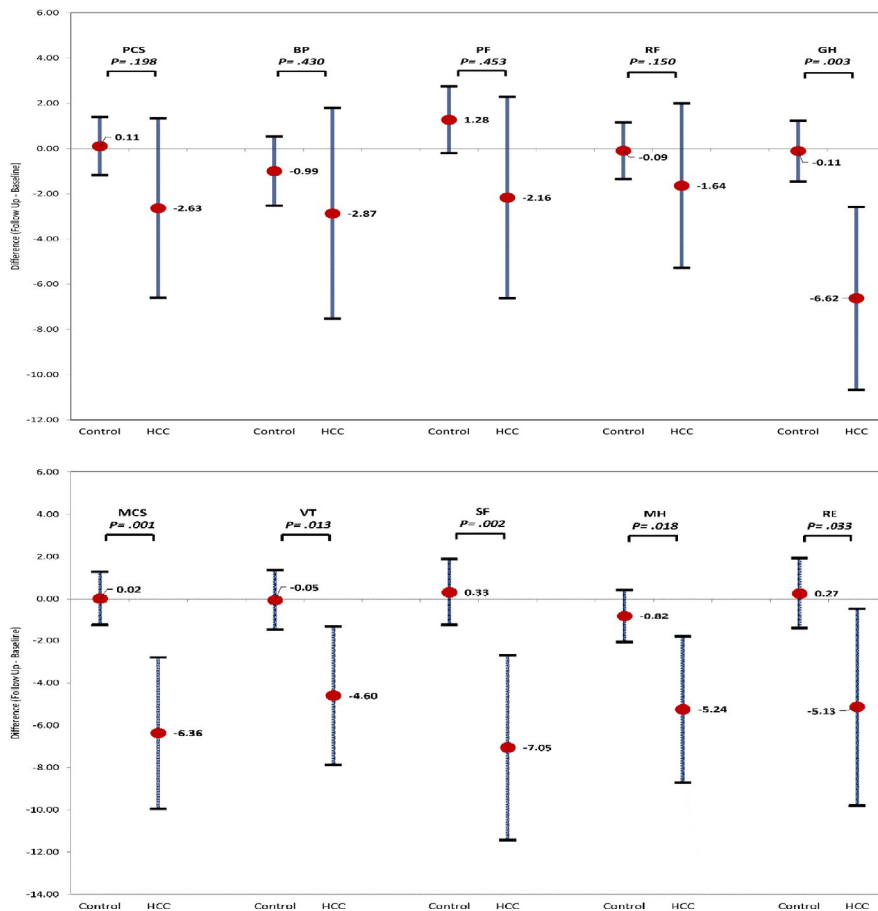 6.00
PCS BP PF RF GH
P= .198 P= .430 P= .453 P= .150 P= .003
4.00
2.00
0.11 1.28
0.00
-0.99 -0.09 -0.11
-2.00
-2.63 -2.87 -2.16 -1.64
-4.00
-6.00
-6.62
-8.00
-10.00
-12.00
Difference (Follow Up - Baseline)
Control HCC Control HCC Control HCC Control HCC Control HCC
6.00
MCS VT SF MH RE
P= .001 P= .013 P= .002 P= .018 P= .033
4.00
2.00
0.02 -0.05 0.33 0.27
0.00
-0.82
-2.00
-4.00
-4.60 -5.24 -5.13
-6.00
-6.36 -7.05
-8.00
-10.00
-12.00
-14.00
Difference (Follow Up - Baseline)
Control HCC Control HCC Control HCC Control HCC Control HCC